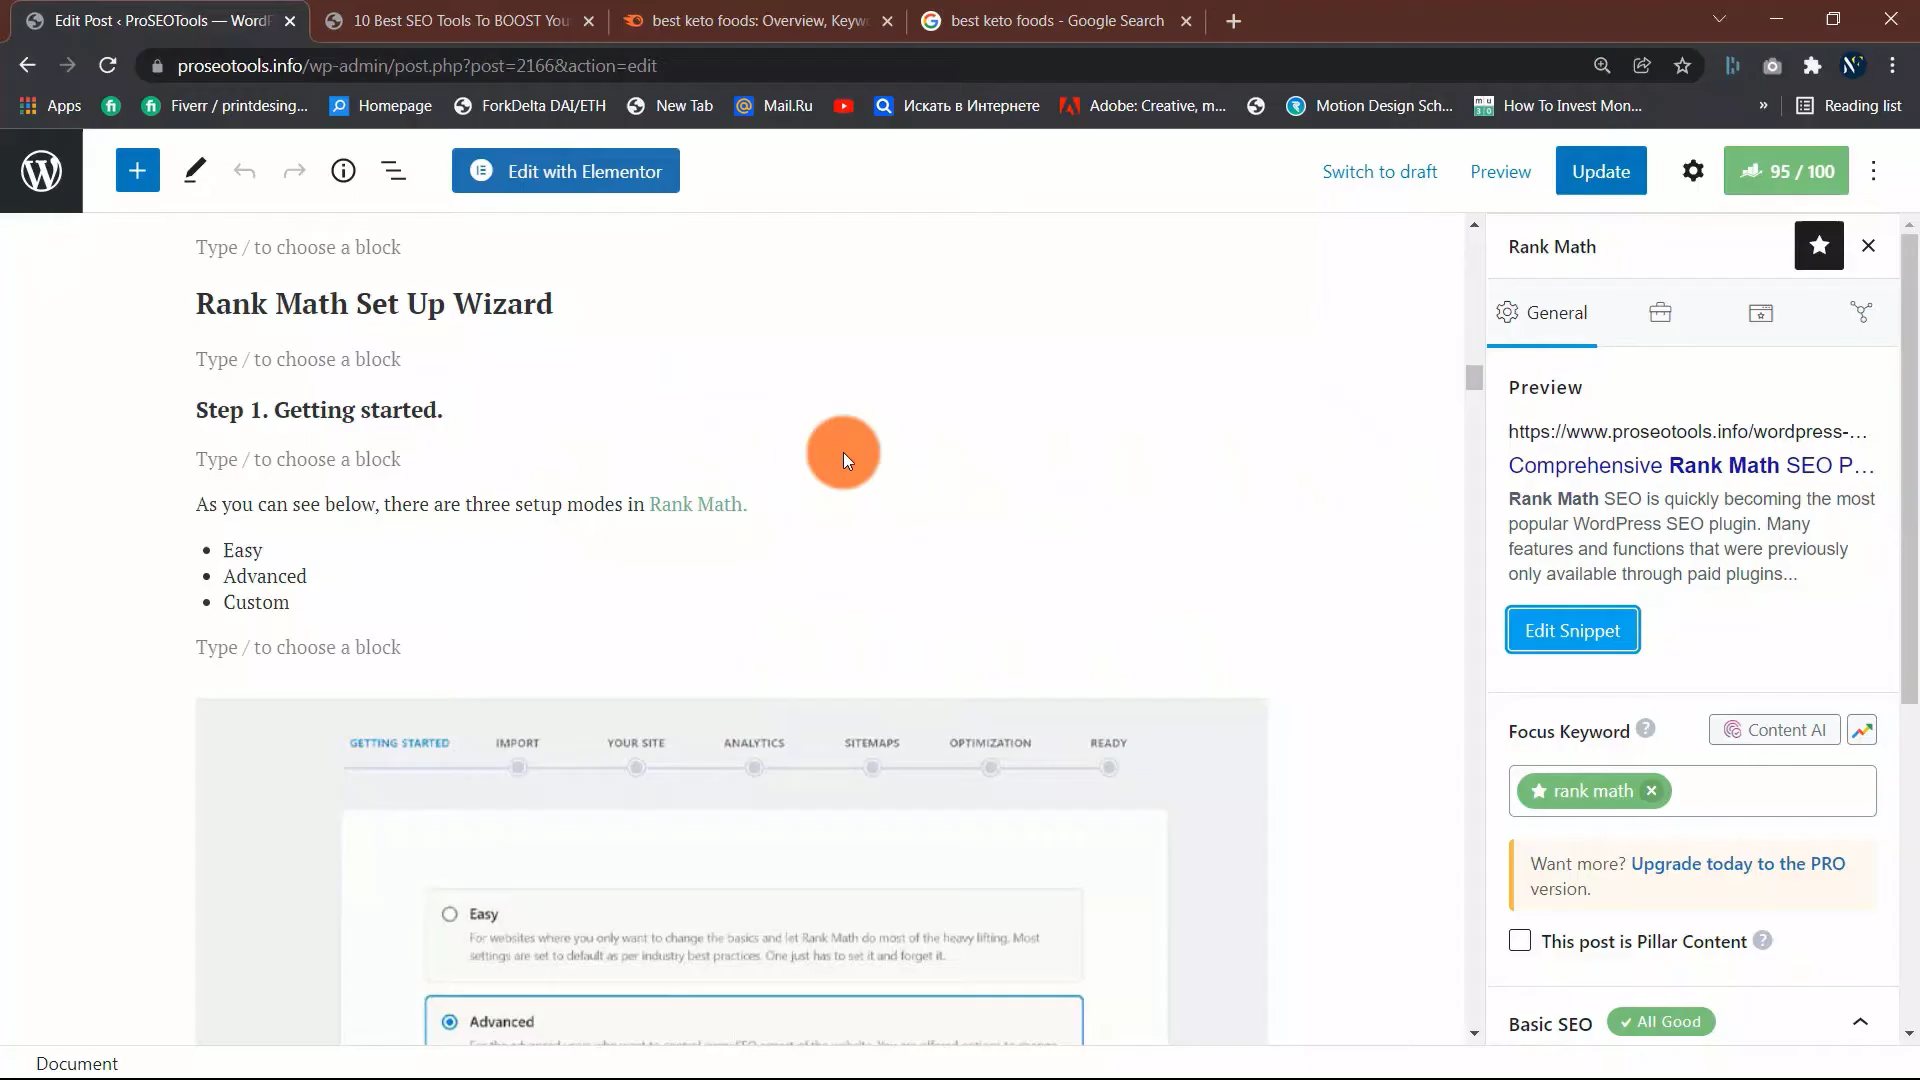 Edit Post ‹ ProSEOTools — WordF
10 Best SEO Tools To BOOST You
best keto foods: Overview, Keyw
best keto foods - Google Search
proseotools.info/wp-admin/post.php?post=2166&action=edit
Apps
Fiverr / printdesing...
Homepage
ForkDelta DAI/ETH
New Tab
Mail.Ru
Искать в Интернете
Adobe: Creative, m...
Motion Design Sch...
How To Invest Mon...
»
Reading list
Edit with Elementor
Switch to draft
Preview
Update
95 / 100
Type / to choose a block
Rank Math Set Up Wizard
Type / to choose a block
Step 1. Getting started.
Type / to choose a block
As you can see below, there are three setup modes in Rank Math.
• Easy
• Advanced
• Custom
Type / to choose a block
GETTING STARTED
IMPORT
YOUR SITE
ANALYTICS
SITEMAPS
OPTIMIZATION
READY
Easy
For websites where you only want to change the basics and let Rank Math do most of the heavy lifting. Most
settings are set to default as per industry best practices. One just has to set it and forget it.
Advanced
Rank Math
General
Preview
https://www.proseotools.info/wordpress-...
Comprehensive Rank Math SEO P...
Rank Math SEO is quickly becoming the most
popular WordPress SEO plugin. Many
features and functions that were previously
only available through paid plugins...
Edit Snippet
Focus Keyword
Content AI
rank math
Want more? Upgrade today to the PRO
version.
This post is Pillar Content
Basic SEO
All Good
Document